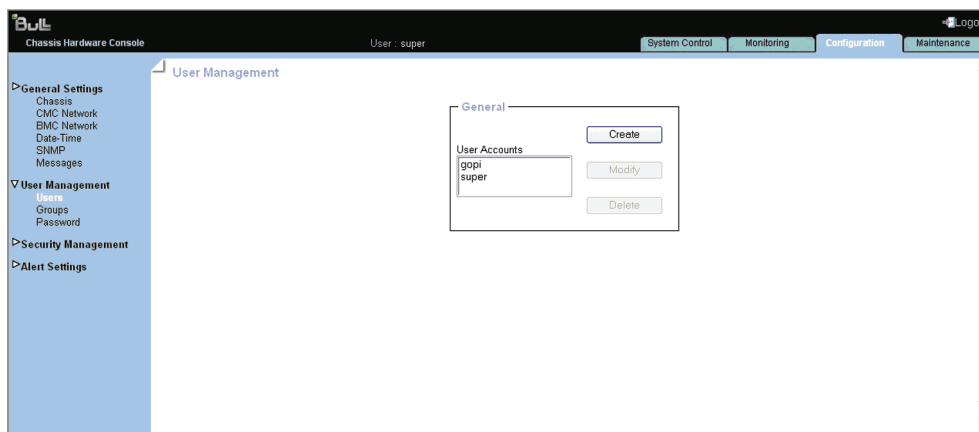 Bull
Logo
Chassis Hardware Console
User : super
System Control
Monitoring
Configuration
Maintenance
General Settings
Chassis
CMC Network
BMC Network
Date-Time
SNMP
Messages
User Management
Users
Groups
Password
Security Management
Alert Settings
User Management
General
User Accounts
gopi
super
Create
Modify
Delete